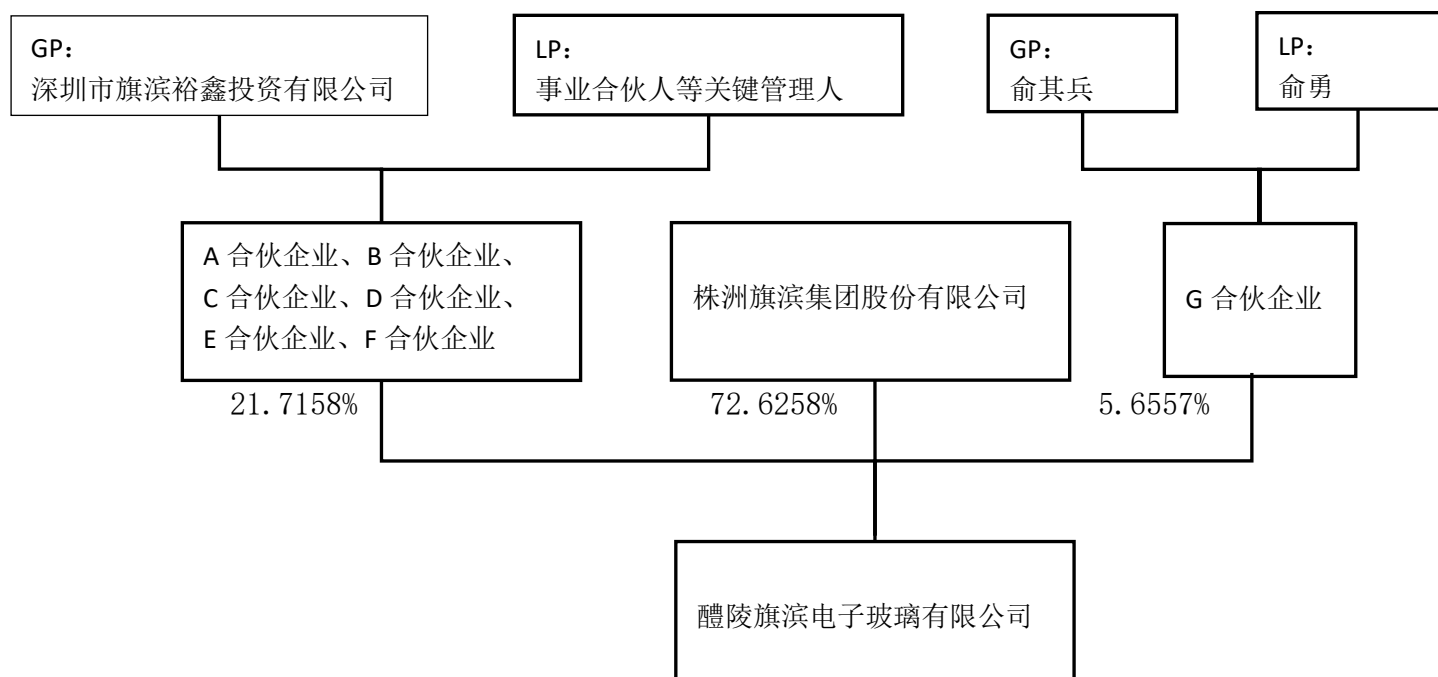 GP：
深圳市旗滨裕鑫投资有限公司
LP：
事业合伙人等关键管理人
GP：
俞其兵
LP：
俞勇
A 合伙企业、B 合伙企业、
C 合伙企业、D 合伙企业、
E 合伙企业、F 合伙企业
株洲旗滨集团股份有限公司
G 合伙企业
21.7158%
72.6258%
5.6557%
醴陵旗滨电子玻璃有限公司